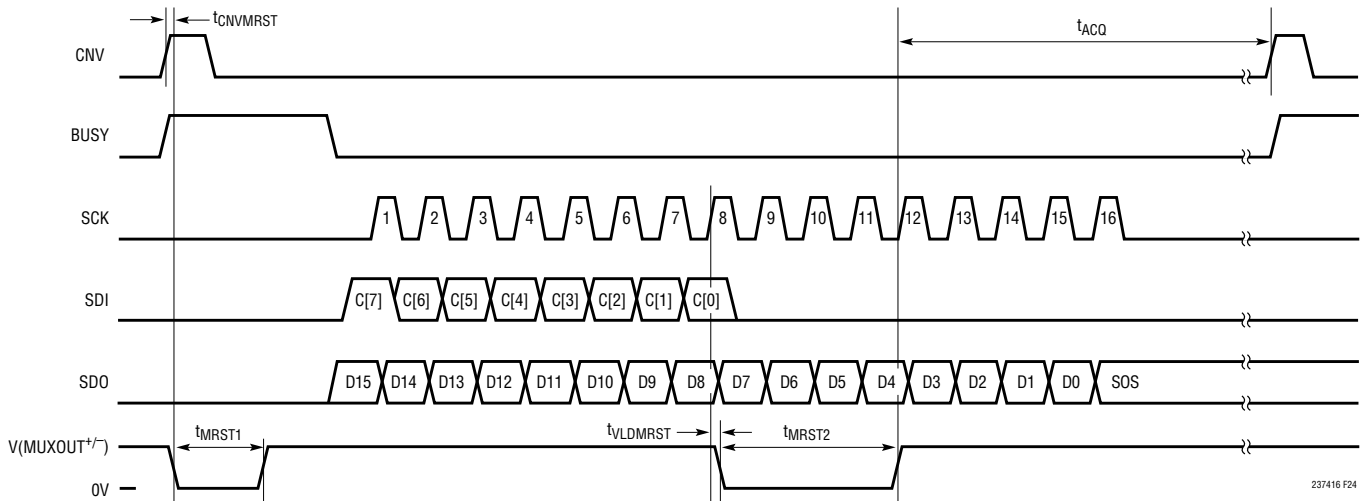 tCNVMRST
tACQ
CNV
BUSY
SCK
1 2 3 4 5 6 7 8 9 10 11 12 13 14 15 16
SDI
C[7] C[6] C[5] C[4] C[3] C[2] C[1] C[0]
SDO
D15 D14 D13 D12 D11 D10 D9 D8 D7 D6 D5 D4 D3 D2 D1 D0 SOS
tMRST1
tVLDMRST
tMRST2
V(MUXOUT+/–)
0V
237416 F24